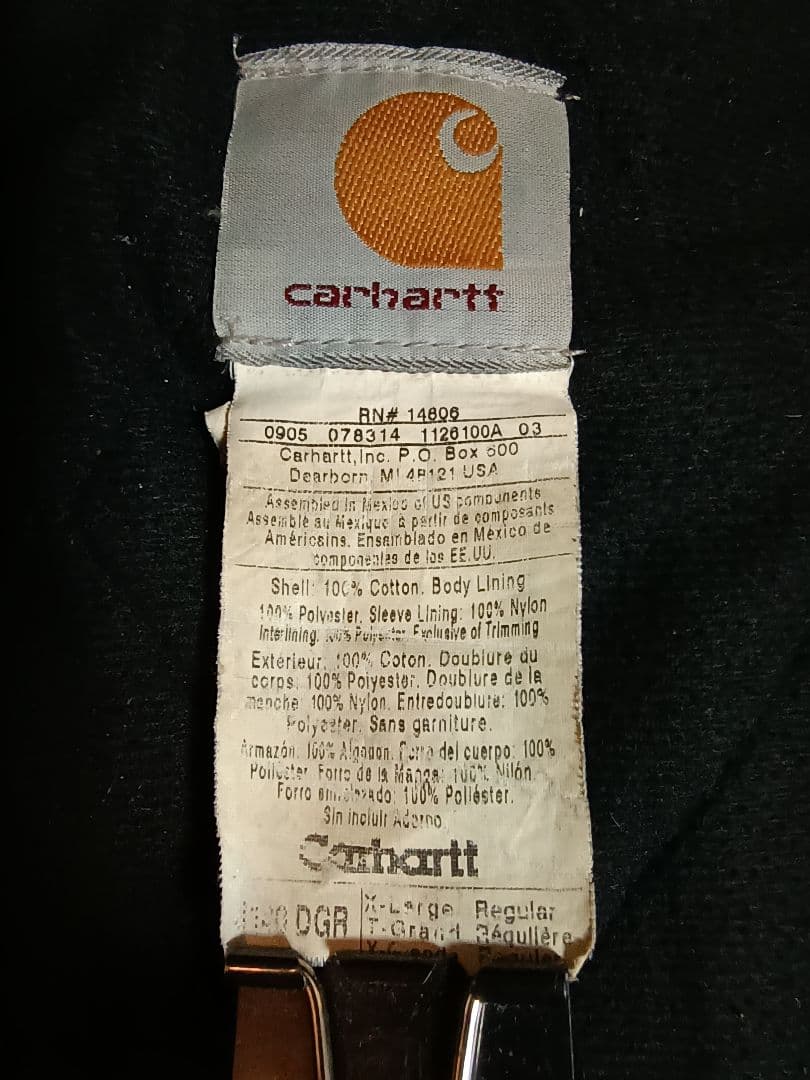 carhartt
RN# 14806
0905 078314 1126100A 03
Carhartt, Inc. P.O. Box 600
Dearborn, MI 48121 USA
Assembled in Mexico of US components
Assemblé au Mexique à partir de composants
Américains. Ensamblado en México de
componentes de los EE.UU.
Shell: 100% Cotton. Body Lining
100% Polyester. Sleeve Lining: 100% Nylon
Interlining: 100% Polyester Exclusive of Trimming
Extérieur: 100% Coton. Doublure du
corps: 100% Polyester. Doublure de la
manche 100% Nylon. Entredoublure: 100%
Polyester. Sans garniture.
Armazón: 100% Algodon. Forro del cuerpo: 100%
Poliester Forro de la Manga: 100% Nilón.
Forro 100% Poliéster.
Sin incluir Adorno
Carhartt
DGR X-Large Regular
T-Grand Régulière